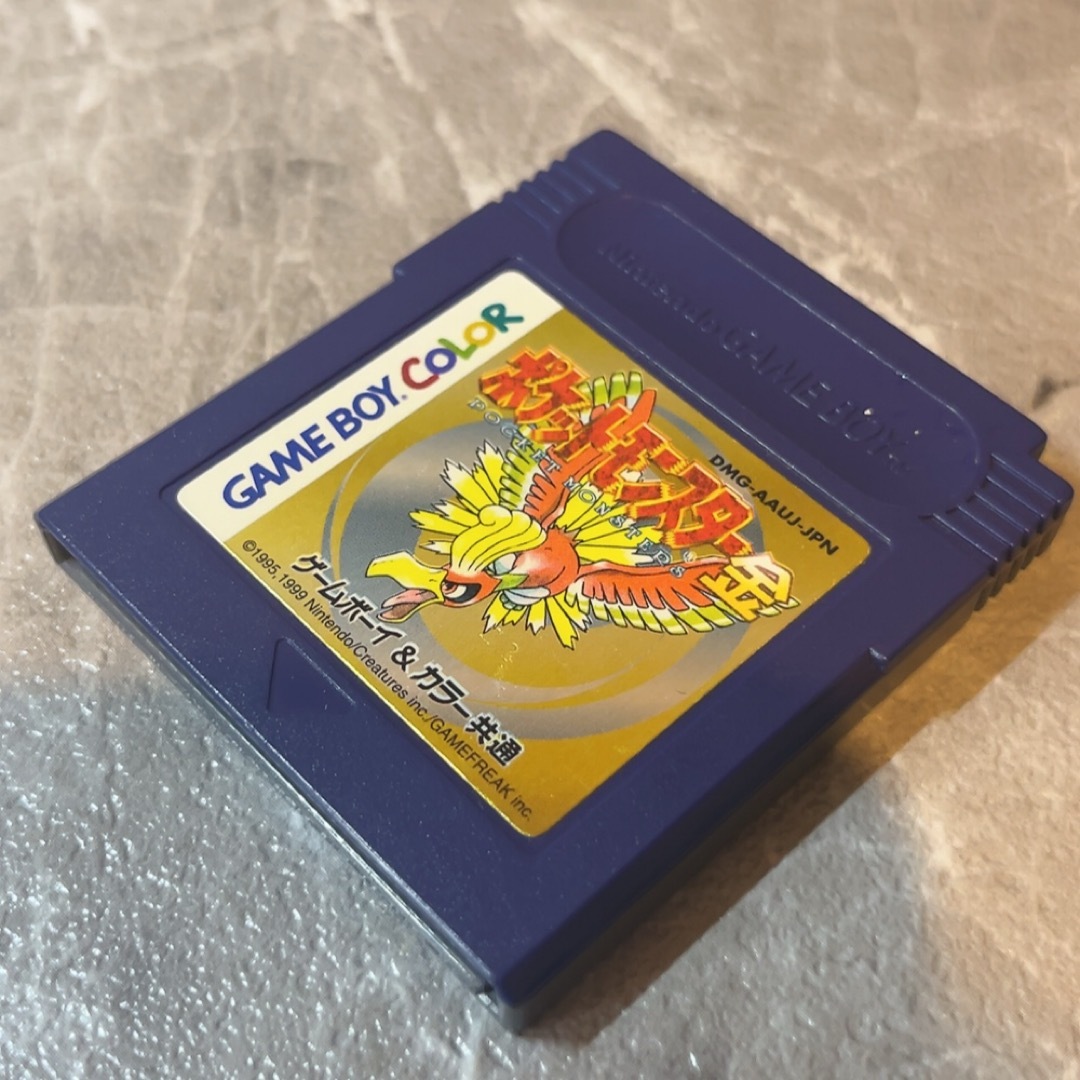 Nintendo GAME BOY™
GAME BOY. COLOR
ポケットモンスター
POCKET MONSTERS
金
DMG-AAUJ-JPN
ゲームボーイ & カラー共通
©1995,1999 Nintendo/Creatures inc./GAMEFREAK inc.